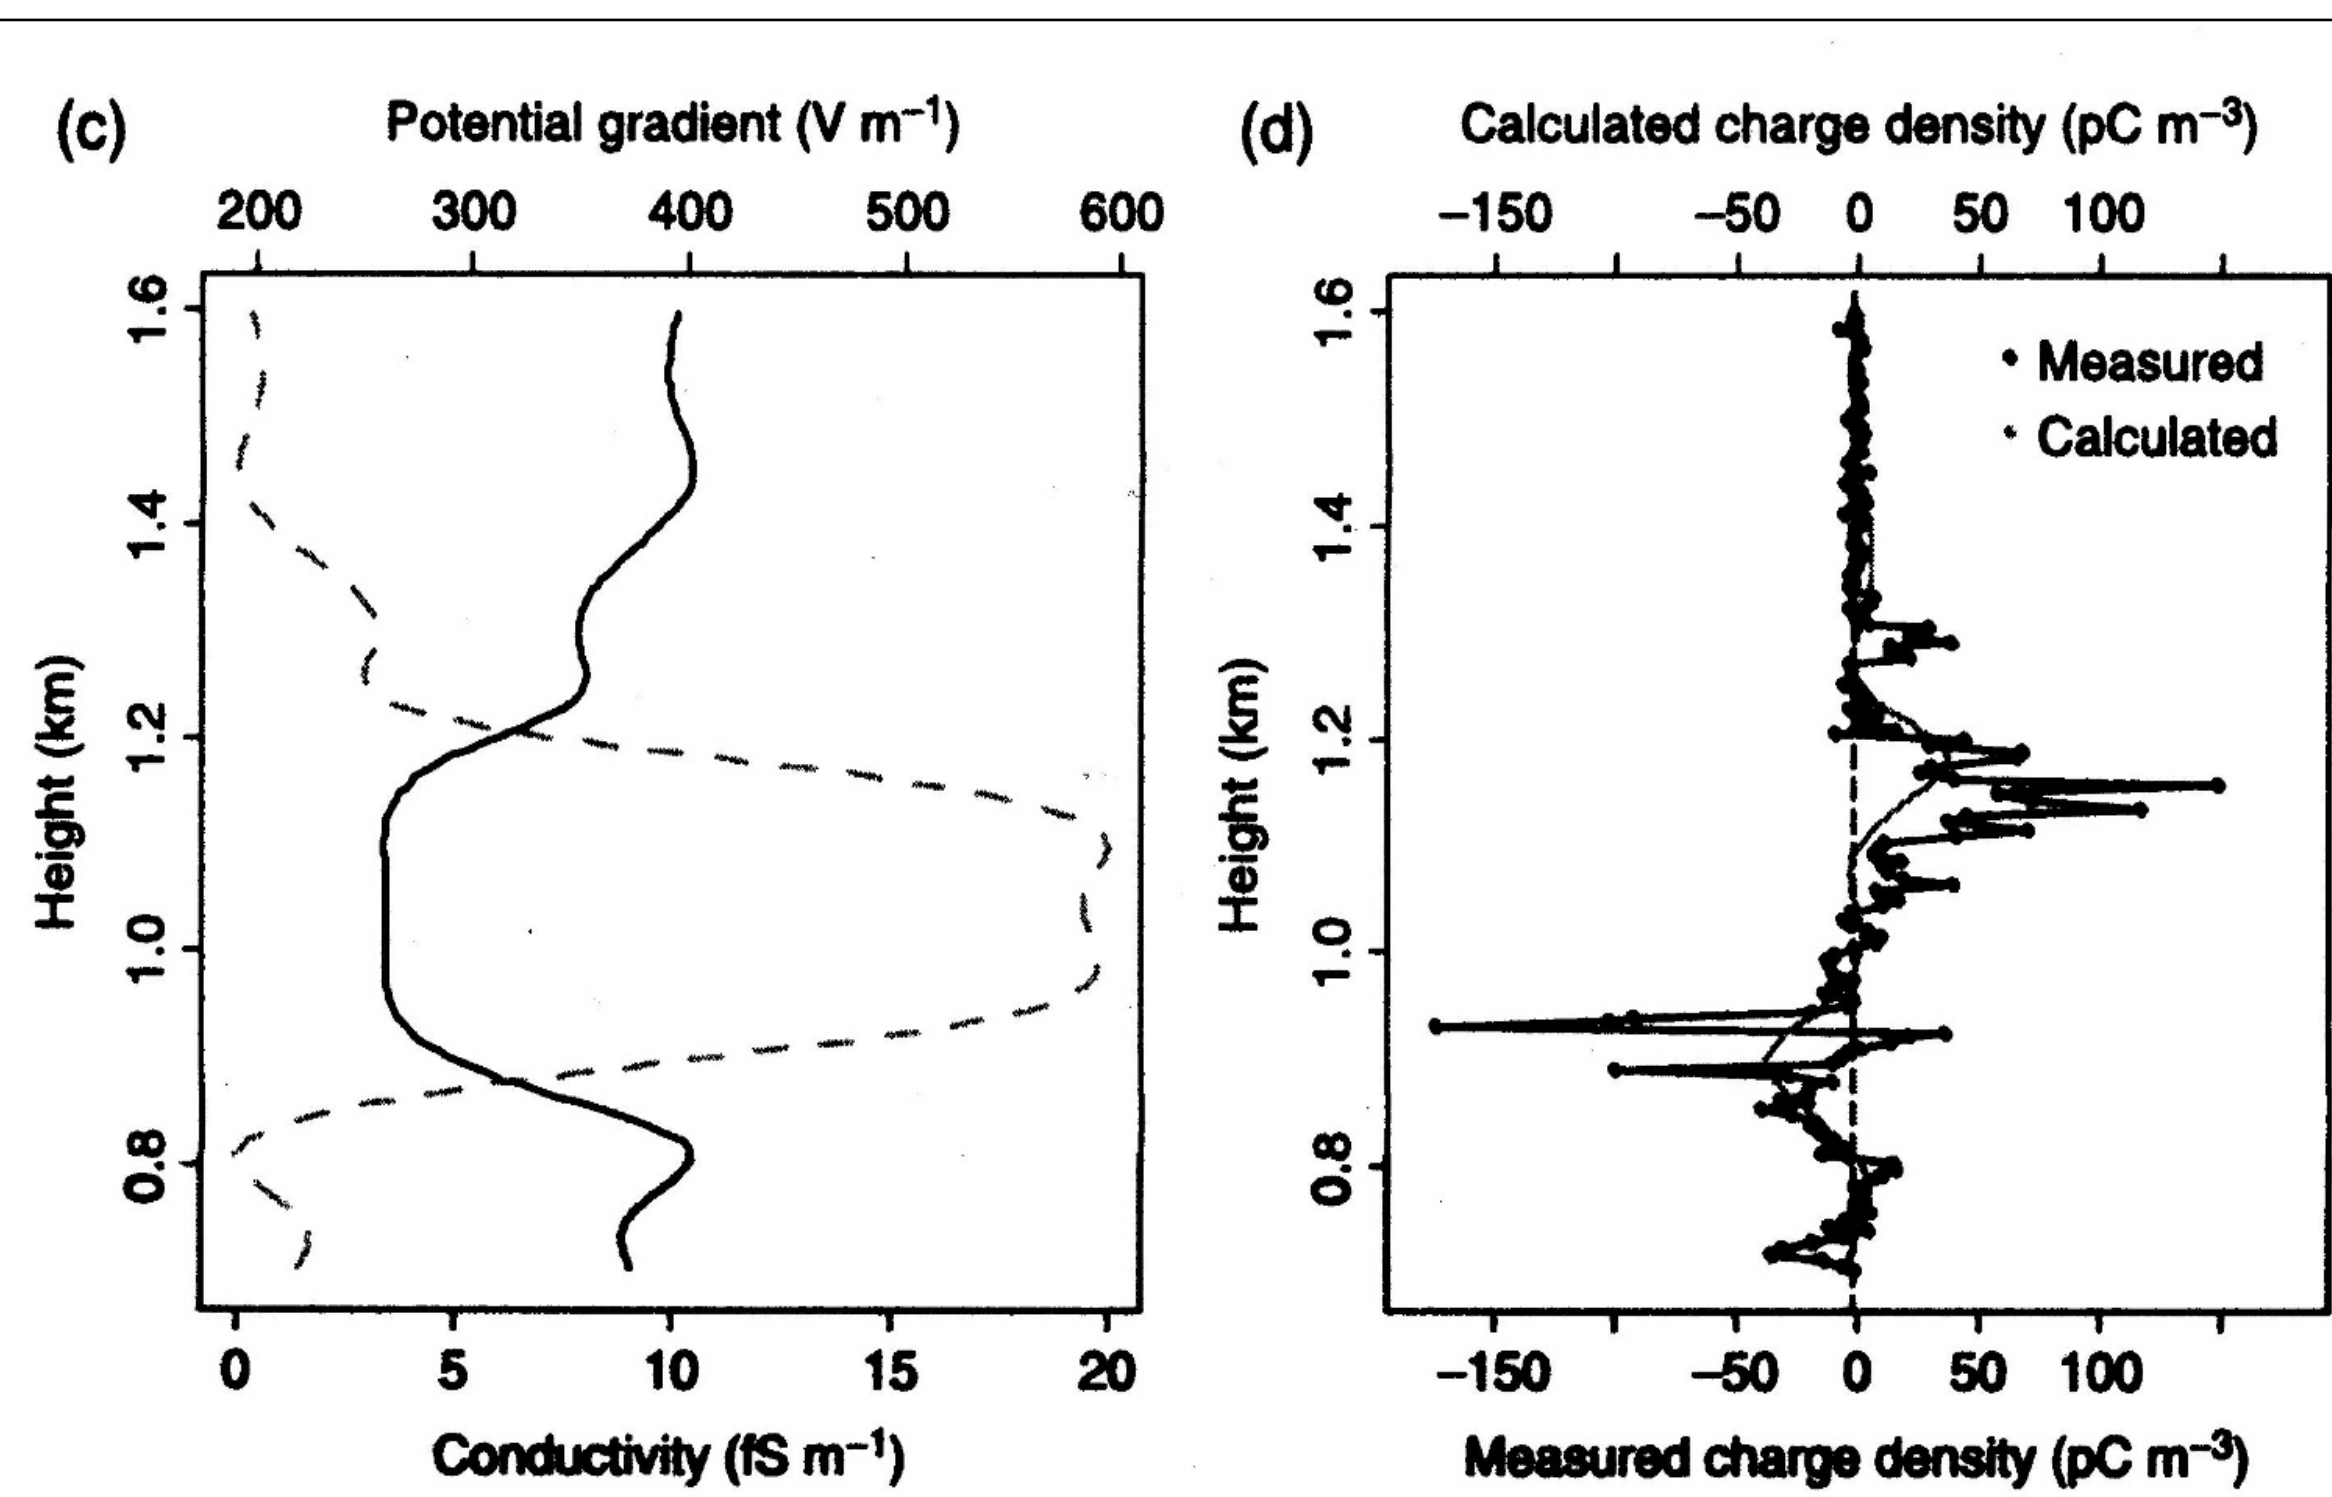 (c) Potential gradient (V m⁻¹)
200 300 400 500 600
1.6
1.4
1.2
1.0
0.8
Height (km)
0 5 10 15 20
Conductivity (fS m⁻¹)
(d) Calculated charge density (pC m⁻³)
−150 −50 0 50 100
1.6
1.4
1.2
1.0
0.8
Height (km)
• Measured
• Calculated
−150 −50 0 50 100
Measured charge density (pC m⁻³)